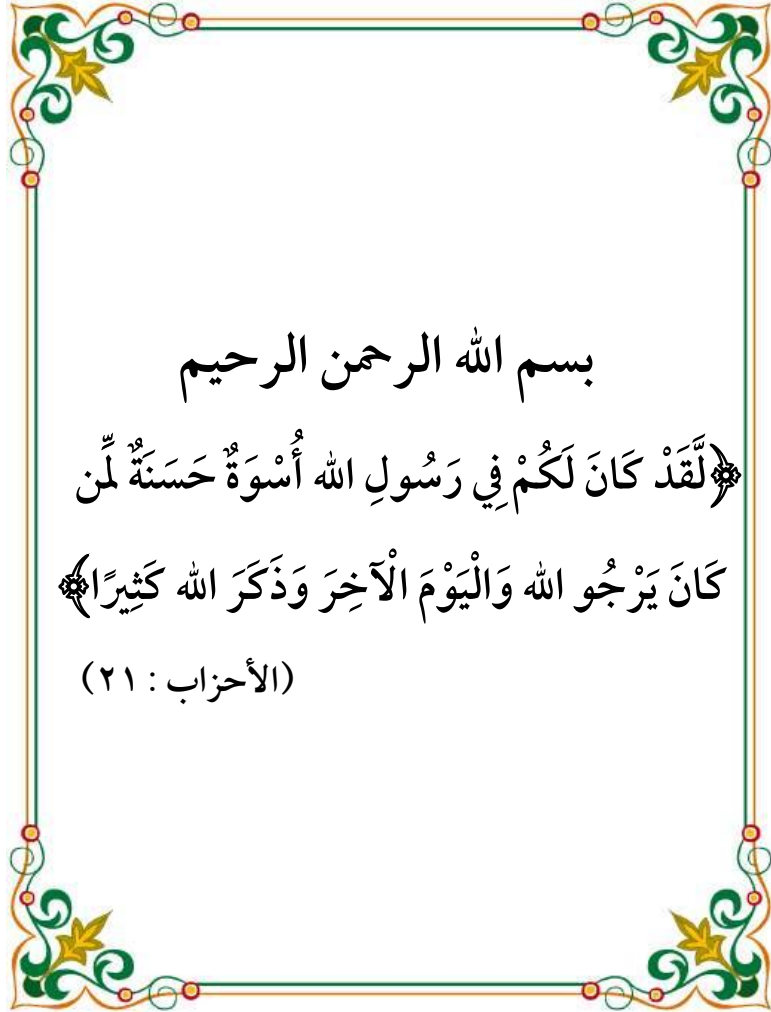 بسم الله الرحمن الرحيم
﴿لَّقَدْ كَانَ لَكُمْ فِي رَسُولِ الله أُسْوَةٌ حَسَنَةٌ لِّمَن
كَانَ يَرْجُو الله وَالْيَوْمَ الْآخِرَ وَذَكَرَ الله كَثِيرًا﴾
(الأحزاب : ٢١)